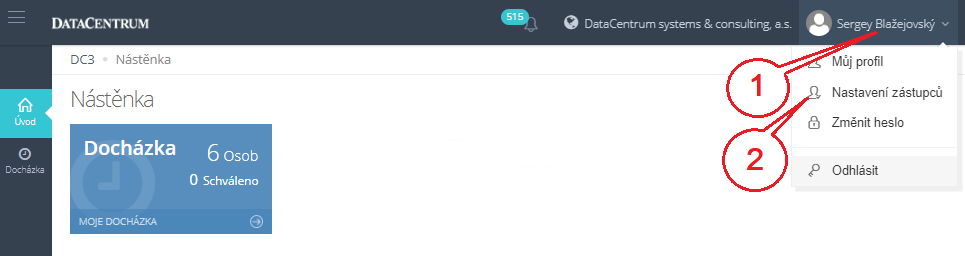 DATACENTRUM
515
DataCentrum systems & consulting, a.s.
Sergey Blažejovský
DC3 Nástěnka
Můj profil
1
Nastavení zástupců
Nástěnka
Úvod
Změnit heslo
Docházka
6 Osob
2
Docházka
0 Schváleno
Odhlásit
MOJE DOCHÁZKA